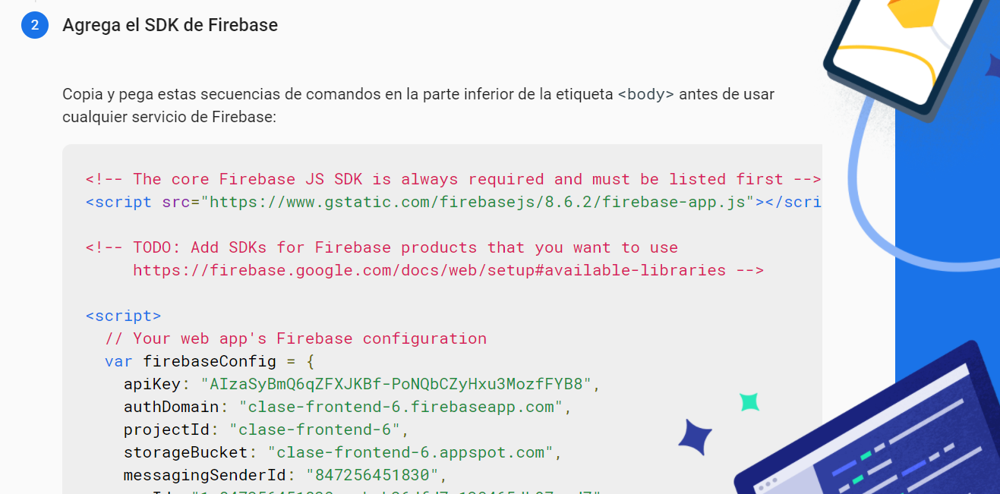 2 Agrega el SDK de Firebase
Copia y pega estas secuencias de comandos en la parte inferior de la etiqueta <body> antes de usar
cualquier servicio de Firebase:
<!-- The core Firebase JS SDK is always required and must be listed first -->
<script src="https://www.gstatic.com/firebasejs/8.6.2/firebase-app.js"></scri
<!-- TODO: Add SDKs for Firebase products that you want to use
https://firebase.google.com/docs/web/setup#available-libraries -->
<script>
// Your web app's Firebase configuration
var firebaseConfig = {
apiKey: "AIzaSyBmQ6qZFXJKBf-PoNQbCZyHxu3MozfFYB8",
authDomain: "clase-frontend-6.firebaseapp.com",
projectId: "clase-frontend-6",
storageBucket: "clase-frontend-6.appspot.com",
messagingSenderId: "847256451830",